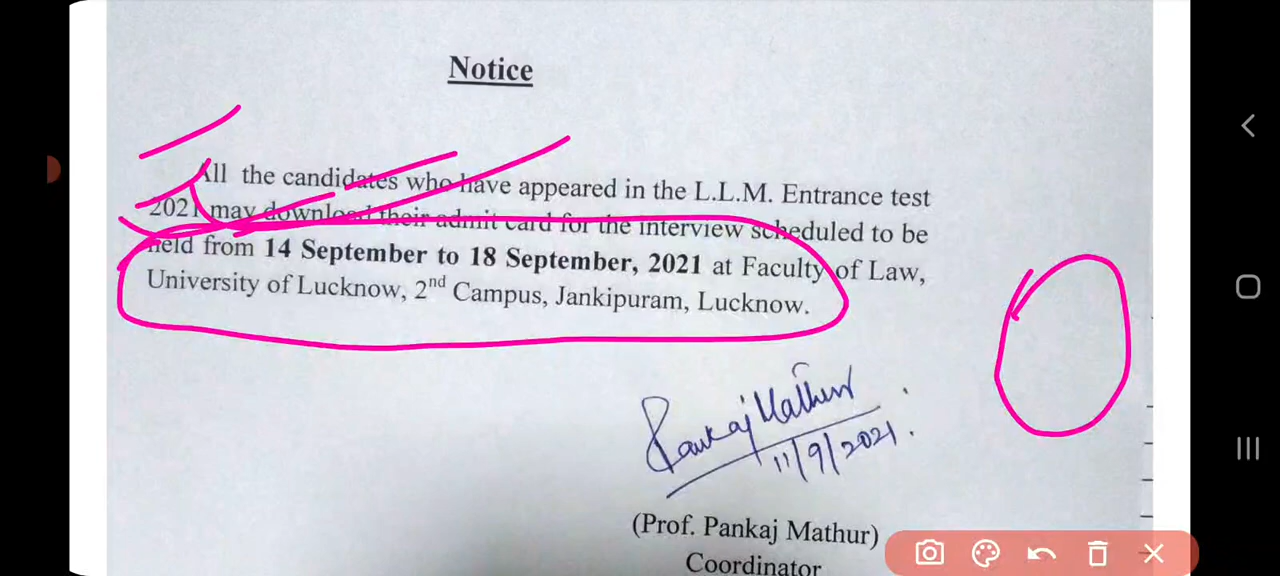 Notice
All the candidates who have appeared in the L.L.M. Entrance test
2021 may download their admit card for the interview scheduled to be
held from 14 September to 18 September, 2021 at Faculty of Law,
University of Lucknow, 2nd Campus, Jankipuram, Lucknow.
Pankaj Mathur
11/9/2021.
(Prof. Pankaj Mathur)
Coordinator